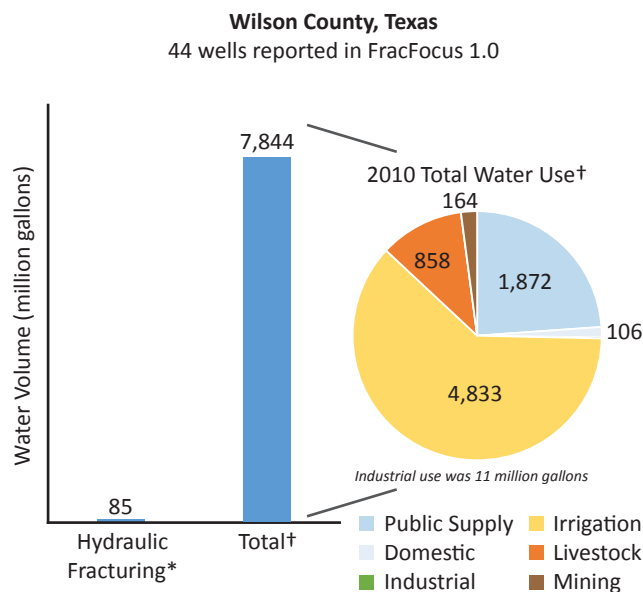 Wilson County, Texas
44 wells reported in FracFocus 1.0
Water Volume (million gallons)
7,844
85
Hydraulic
Fracturing*
Total†
2010 Total Water Use†
164
858
1,872
106
4,833
Industrial use was 11 million gallons
Public Supply
Irrigation
Domestic
Livestock
Industrial
Mining